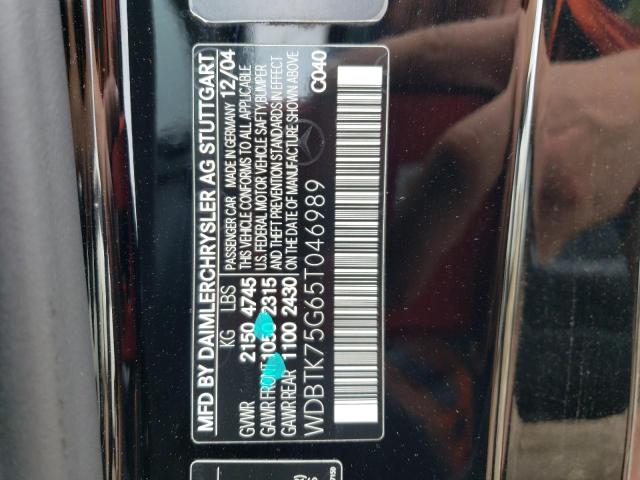 MFD BY DAIMLERCHRYSLER AG STUTTGART
KG LBS PASSENGER CAR MADE IN GERMANY 12/04
GVWR 2150 4745 THIS VEHICLE CONFORMS TO ALL APPLICABLE
U.S. FEDERAL MOTOR VEHICLE SAFETY/BUMPER
GAWR FRONT 1050 2315 AND THEFT PREVENTION STANDARDS IN EFFECT
GAWR REAR 1100 2430 ON THE DATE OF MANUFACTURE SHOWN ABOVE
WDBTK75G65T046989 C040